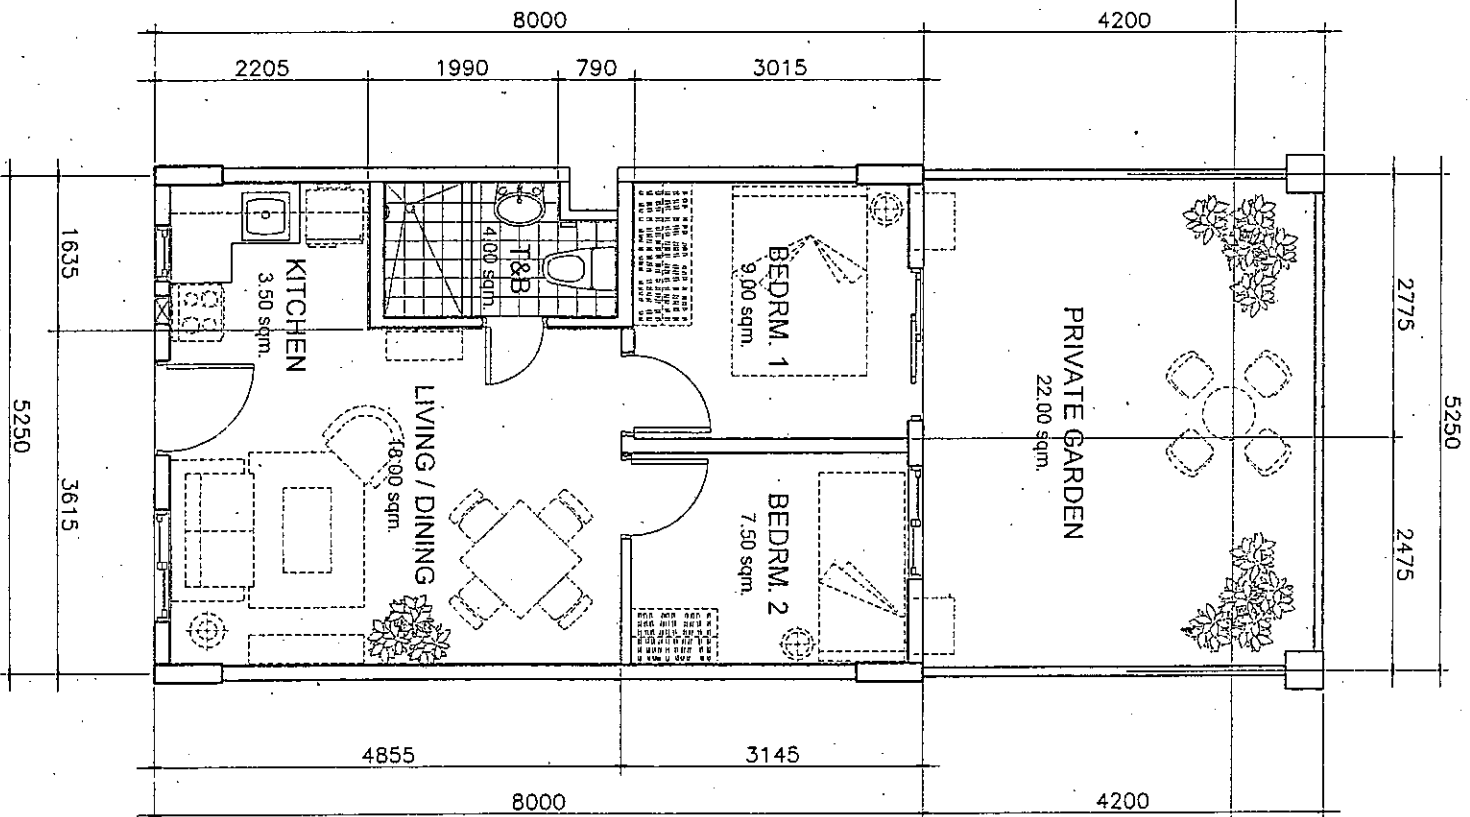 8000
4200
2205
1990
790
3015
1635
3615
5250
KITCHEN
3.50 sqm.
T&B
4.00 sqm.
BEDRM. 1
9.00 sqm.
LIVING / DINING
18.00 sqm.
BEDRM. 2
7.50 sqm.
PRIVATE GARDEN
22.00 sqm.
2775
2475
5250
4855
3145
8000
4200